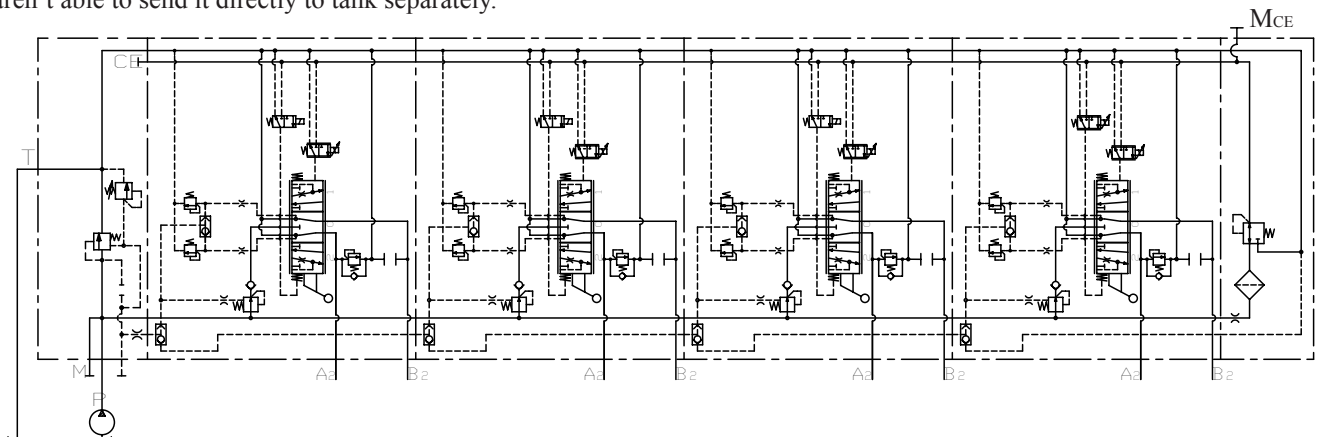 aren't able to send it directly to tank separately.
MCE
CE
T
M
A2 B2 A2 B2 A2 B2 A2 B2
P